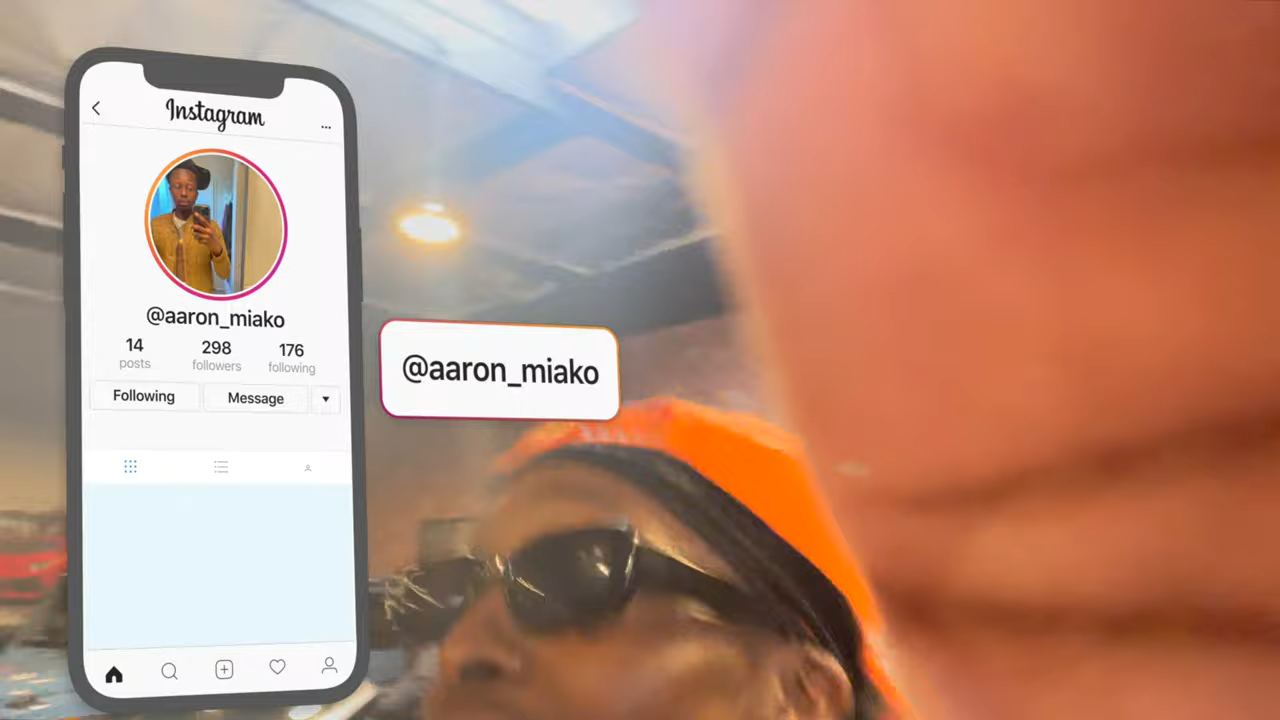 Instagram
...
@aaron_miako
14 298 176
posts followers following
Following Message
@aaron_miako